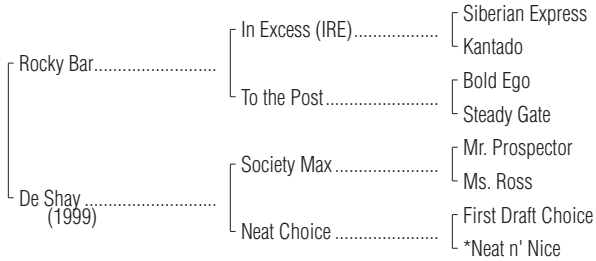 Siberian Express
In Excess (IRE)....................
Kantado
Rocky Bar.............................
Bold Ego
To the Post...........................
Steady Gate
Mr. Prospector
Society Max.........................
Ms. Ross
De Shay ...............................
(1999)
First Draft Choice
Neat Choice ........................
*Neat n' Nice